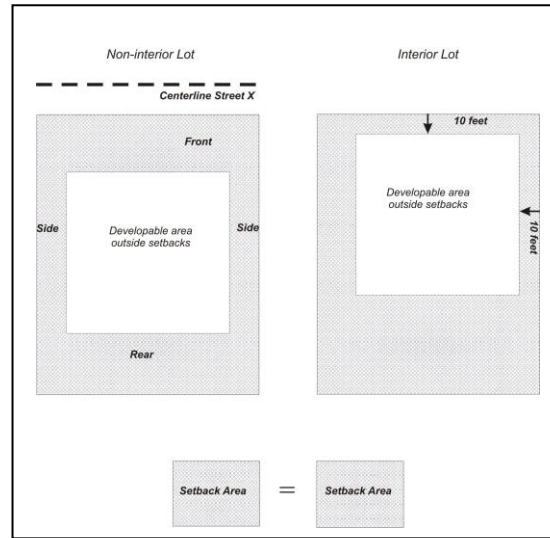 Non-interior Lot
Interior Lot
Centerline Street X
10 feet
Front
Developable area
outside setbacks
Developable area
outside setbacks
Side
Side
10 feet
Rear
Setback Area
=
Setback Area